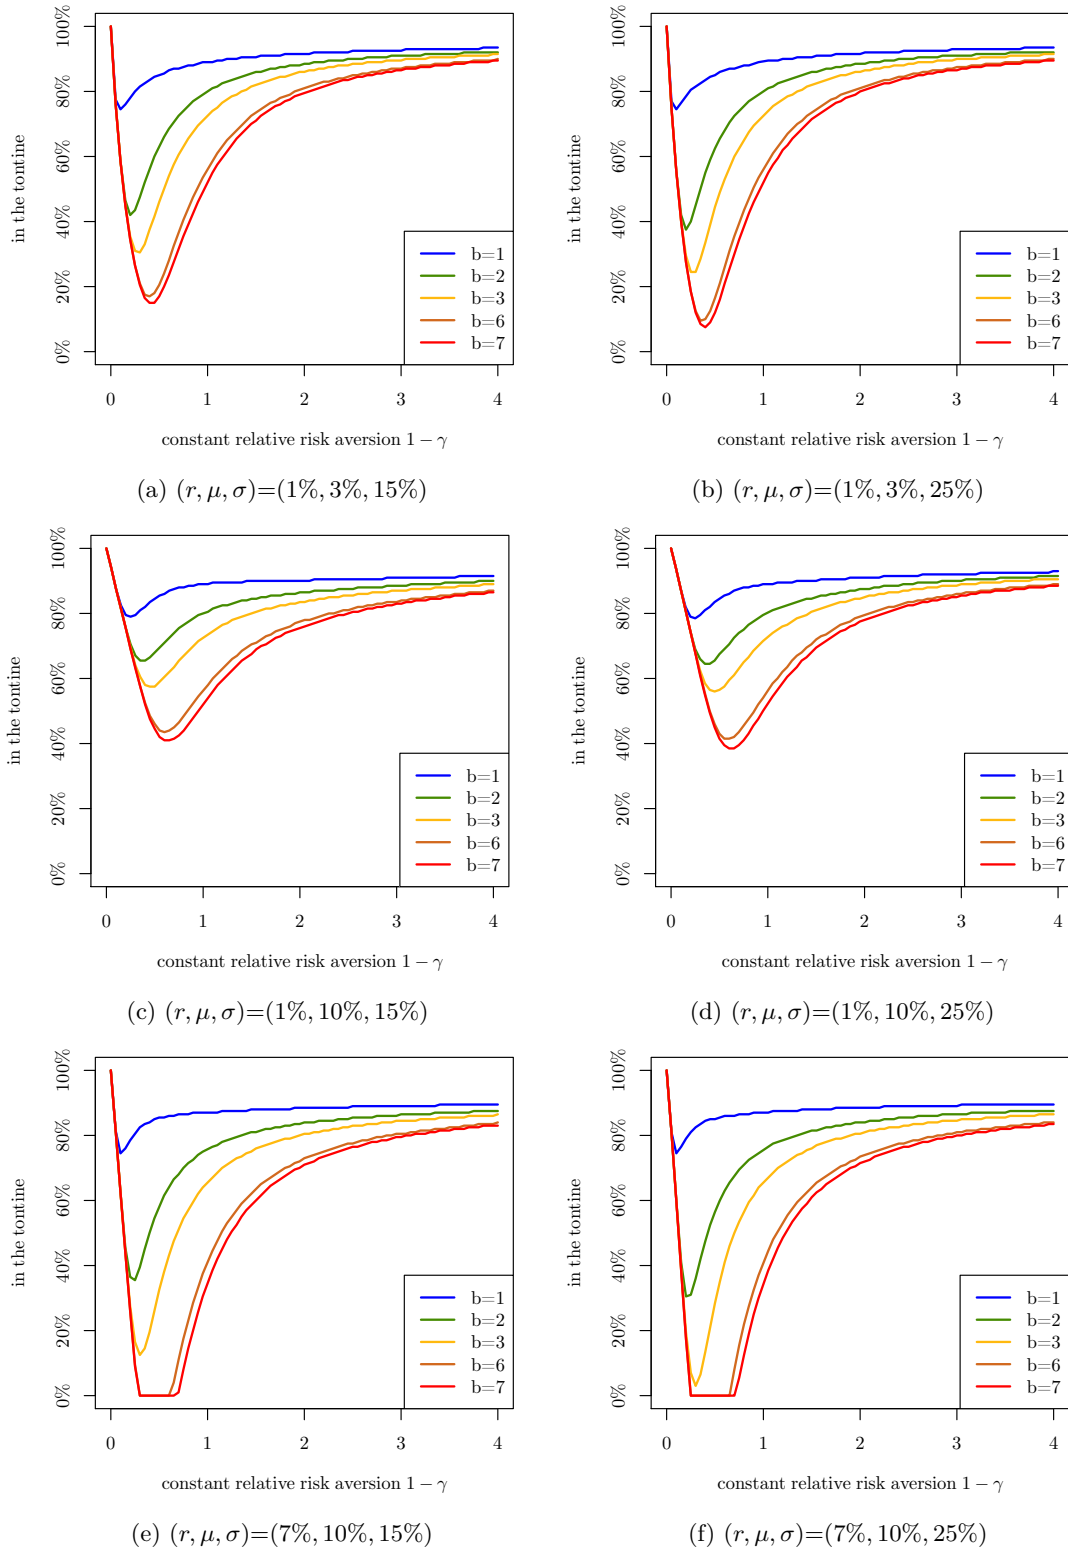 in the tontine
0% 20% 40% 60% 80% 100%
b=1
b=2
b=3
b=6
b=7
0 1 2 3 4
constant relative risk aversion 1 − γ
(a) (r, μ, σ)=(1%, 3%, 15%)
in the tontine
0% 20% 40% 60% 80% 100%
b=1
b=2
b=3
b=6
b=7
0 1 2 3 4
constant relative risk aversion 1 − γ
(b) (r, μ, σ)=(1%, 3%, 25%)
in the tontine
0% 20% 40% 60% 80% 100%
b=1
b=2
b=3
b=6
b=7
0 1 2 3 4
constant relative risk aversion 1 − γ
(c) (r, μ, σ)=(1%, 10%, 15%)
in the tontine
0% 20% 40% 60% 80% 100%
b=1
b=2
b=3
b=6
b=7
0 1 2 3 4
constant relative risk aversion 1 − γ
(d) (r, μ, σ)=(1%, 10%, 25%)
in the tontine
0% 20% 40% 60% 80% 100%
b=1
b=2
b=3
b=6
b=7
0 1 2 3 4
constant relative risk aversion 1 − γ
(e) (r, μ, σ)=(7%, 10%, 15%)
in the tontine
0% 20% 40% 60% 80% 100%
b=1
b=2
b=3
b=6
b=7
0 1 2 3 4
constant relative risk aversion 1 − γ
(f) (r, μ, σ)=(7%, 10%, 25%)